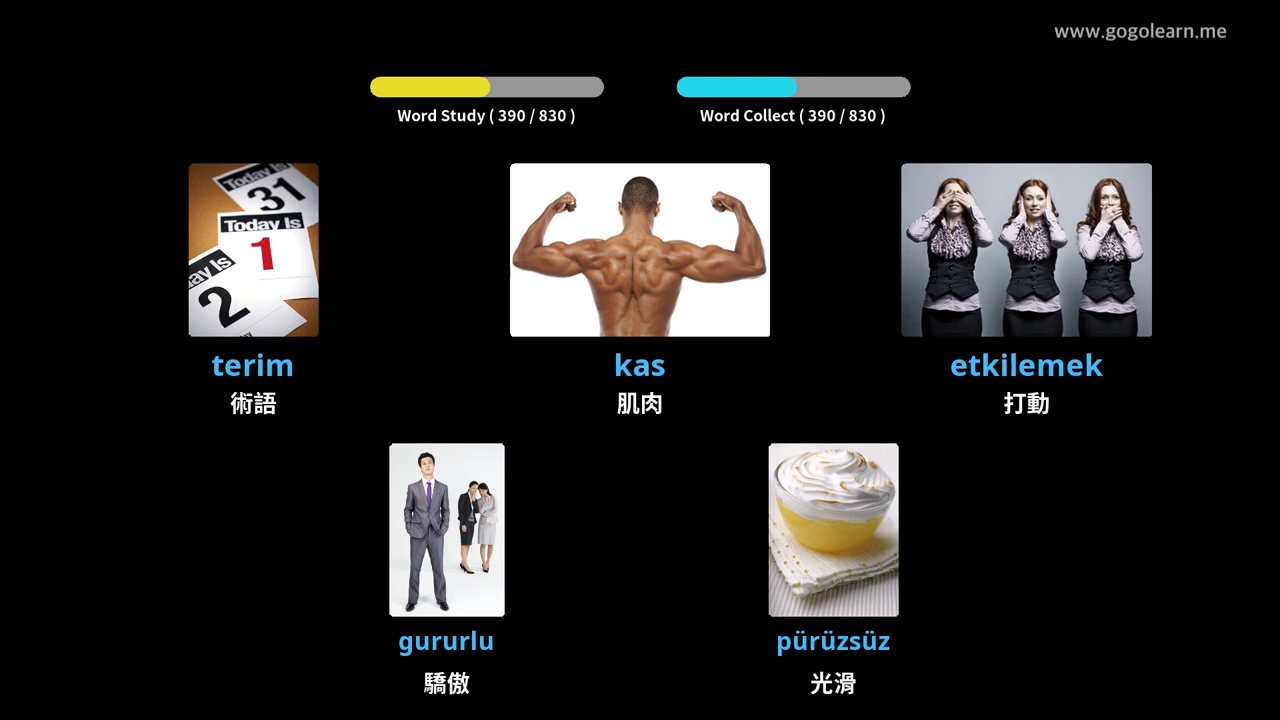 www.gogolearn.me
Word Study ( 390 / 830 )
Word Collect ( 390 / 830 )
Today Is
31
Today Is
1
ay Is
2
terim
kas
etkilemek
術語
肌肉
打動
gururlu
pürüzsüz
驕傲
光滑